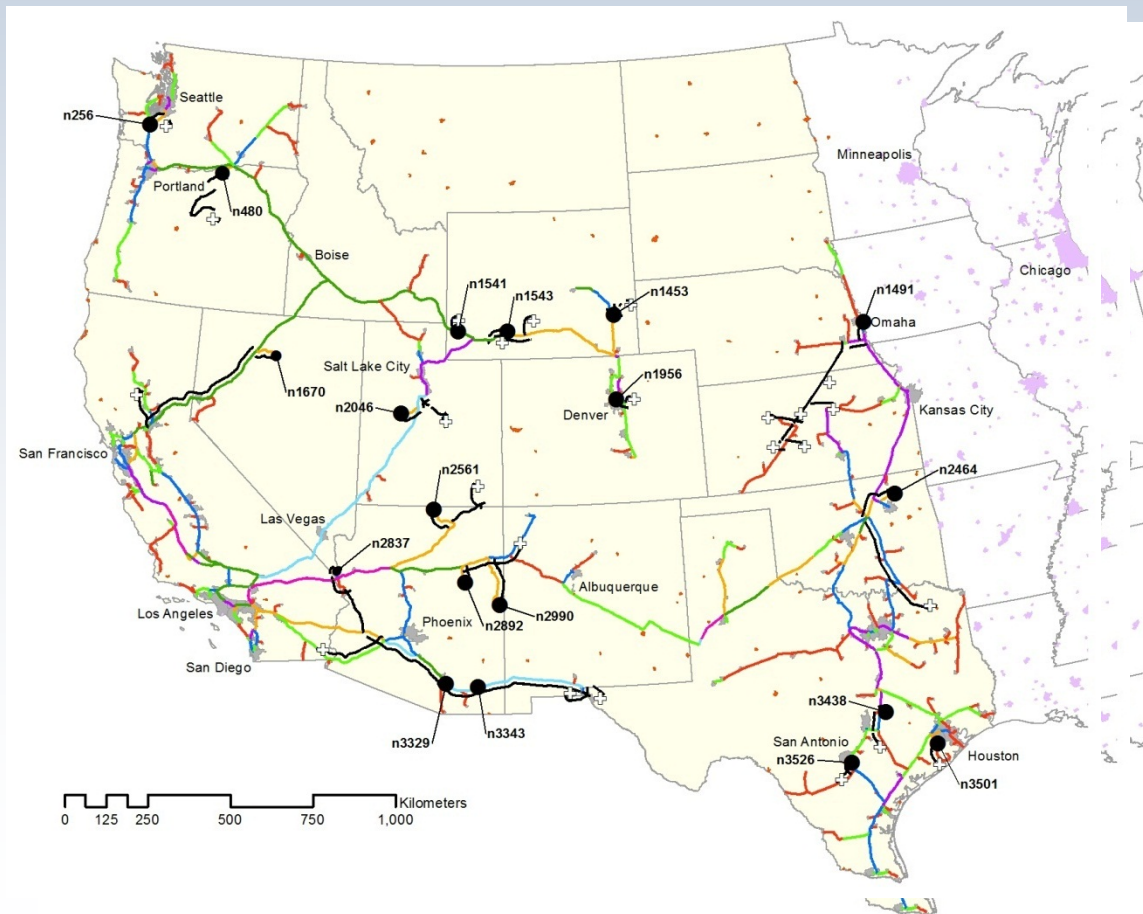 Seattle
n256
Minneapolis
Portland
n480
Boise
Chicago
n1541
n1543
n1453
n1491
Omaha
Salt Lake City
n1670
n1956
n2046
Denver
Kansas City
San Francisco
n2561
n2464
Las Vegas
n2837
Albuquerque
Los Angeles
Phoenix
n2990
n2892
San Diego
n3438
n3329
n3343
San Antonio
n3526
Houston
n3501
Kilometers
0 125 250 500 750 1,000